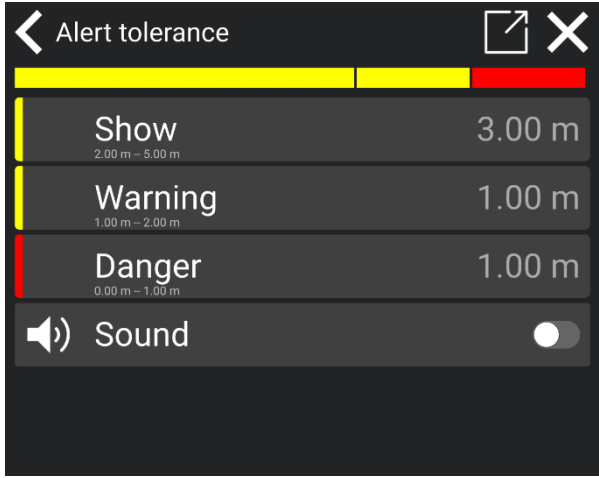 Alert tolerance
Show 3.00 m
2.00 m – 5.00 m
Warning 1.00 m
1.00 m – 2.00 m
Danger 1.00 m
0.00 m – 1.00 m
Sound